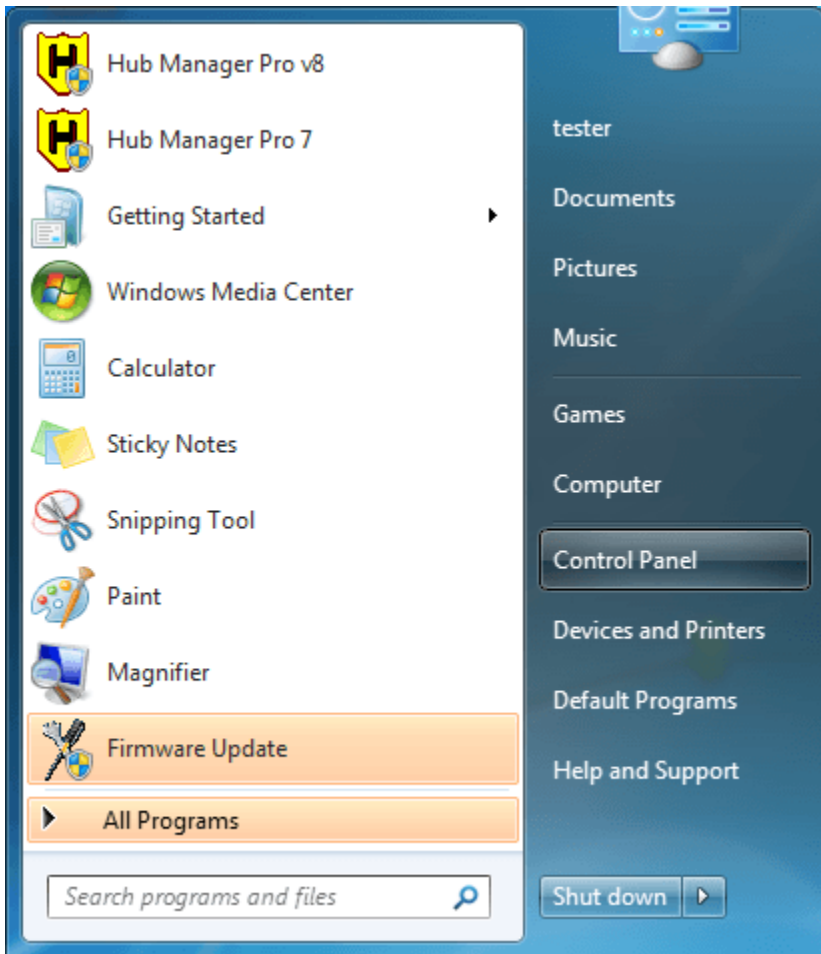 Hub Manager Pro v8
Hub Manager Pro 7
Getting Started
Windows Media Center
Calculator
Sticky Notes
Snipping Tool
Paint
Magnifier
Firmware Update
All Programs
Search programs and files
tester
Documents
Pictures
Music
Games
Computer
Control Panel
Devices and Printers
Default Programs
Help and Support
Shut down